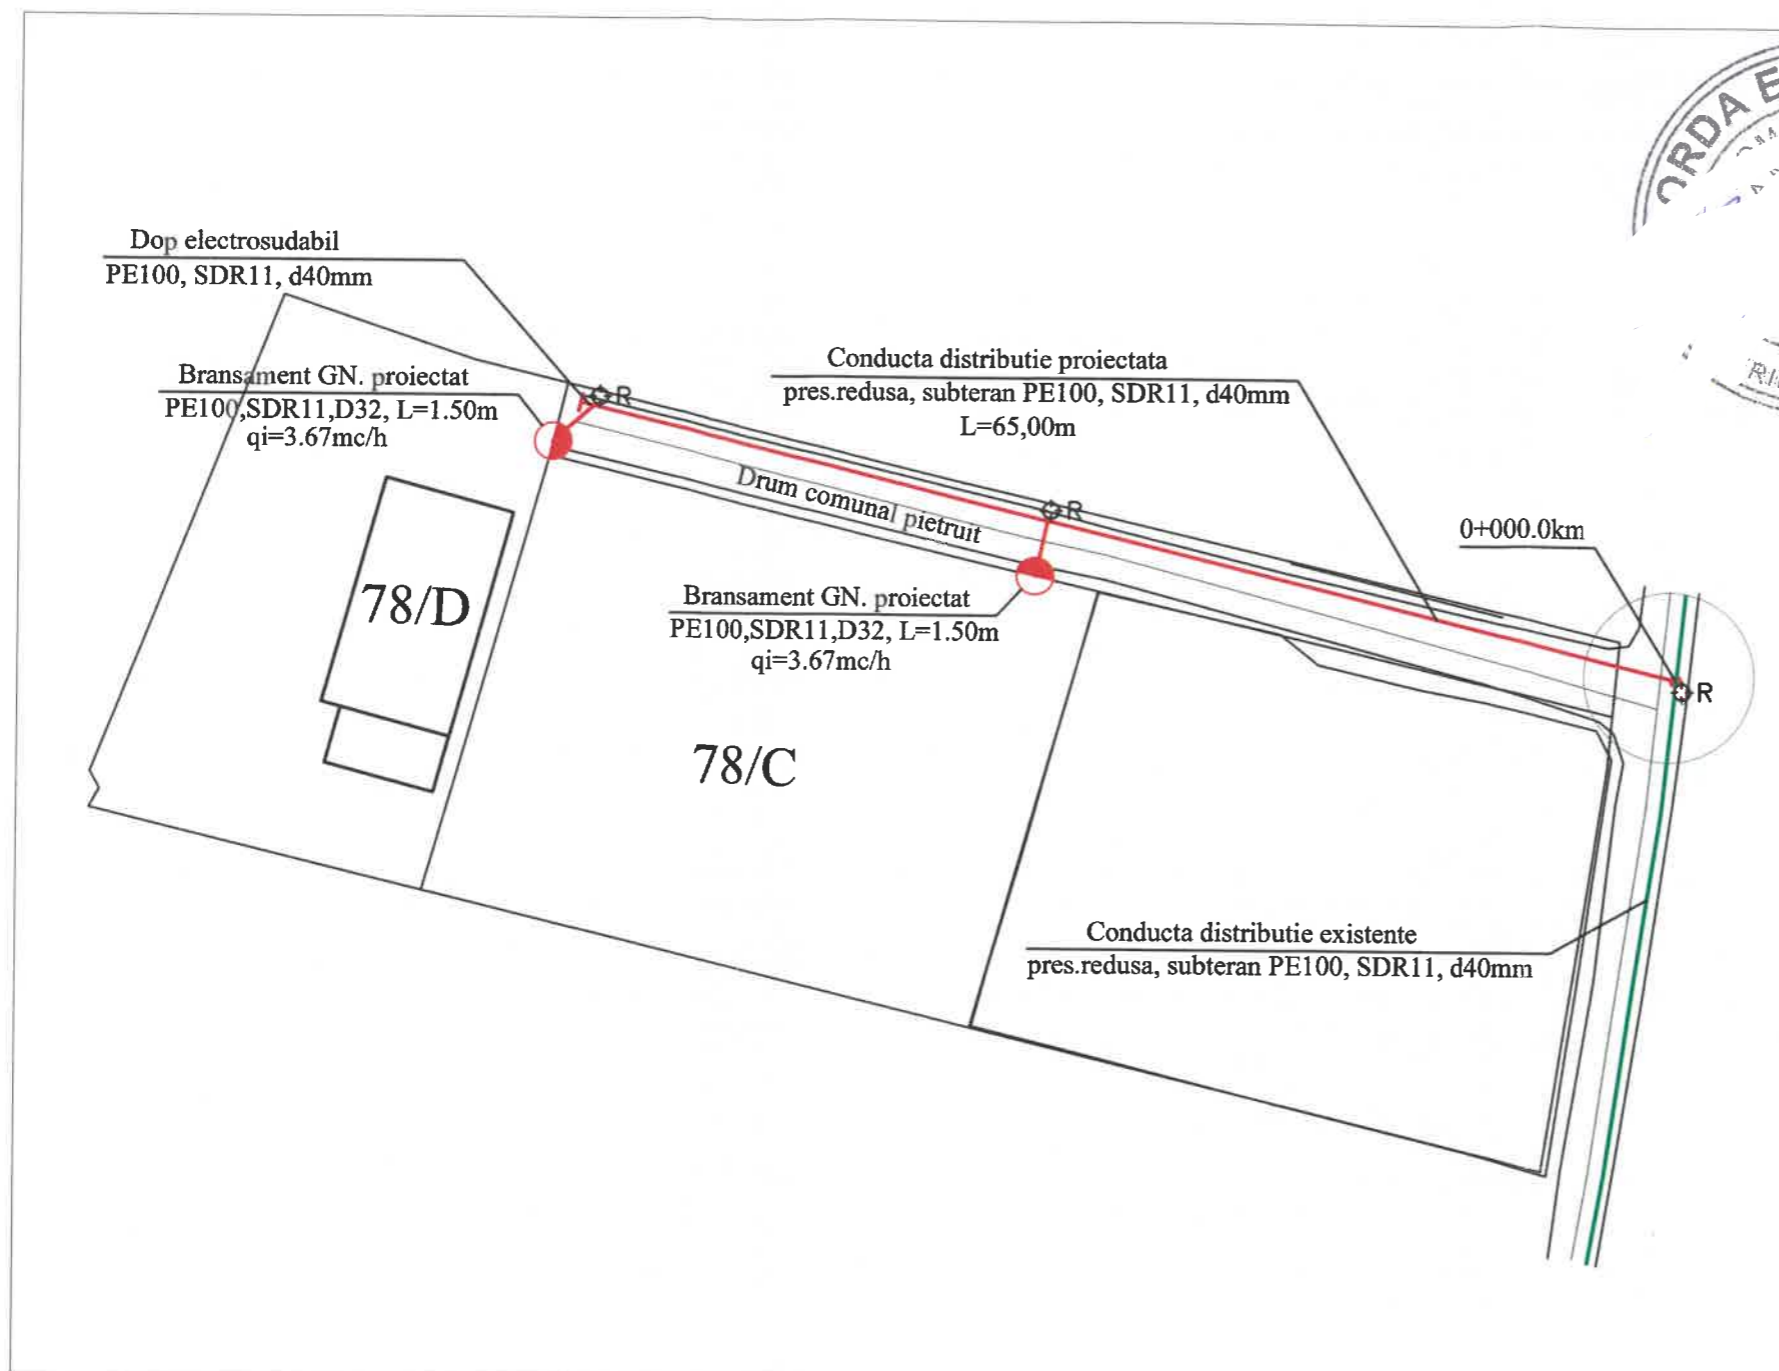 ORDA E
Dop electrosudabil
PE100, SDR11, d40mm
Bransament GN. proiectat
PE100,SDR11,D32, L=1.50m
qi=3.67mc/h
R
Conducta distributie proiectata
pres.redusa, subteran PE100, SDR11, d40mm
L=65,00m
Drum comunal pietruit
R
0+000.0km
R
Bransament GN. proiectat
PE100,SDR11,D32, L=1.50m
qi=3.67mc/h
78/D
78/C
Conducta distributie existente
pres.redusa, subteran PE100, SDR11, d40mm